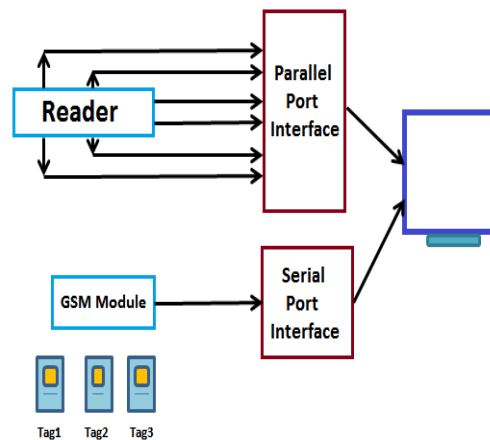 Reader
Parallel
Port
Interface
GSM Module
Serial
Port
Interface
Tag1
Tag2
Tag3